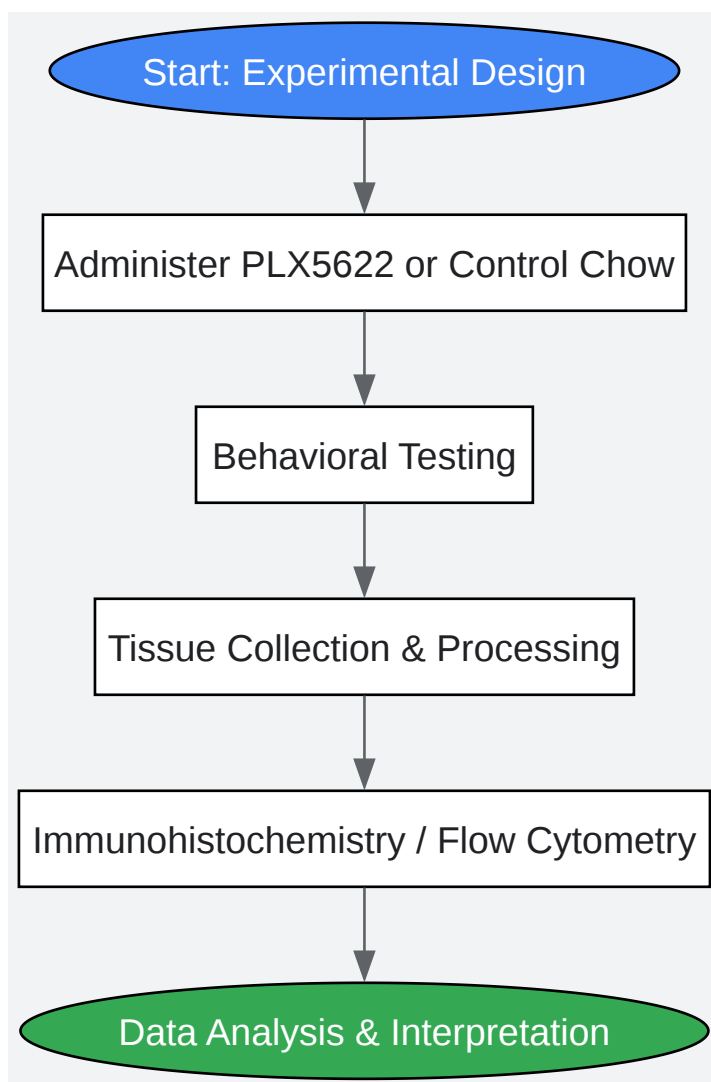 Start: Experimental Design
Administer PLX5622 or Control Chow
Behavioral Testing
Tissue Collection & Processing
Immunohistochemistry / Flow Cytometry
Data Analysis & Interpretation